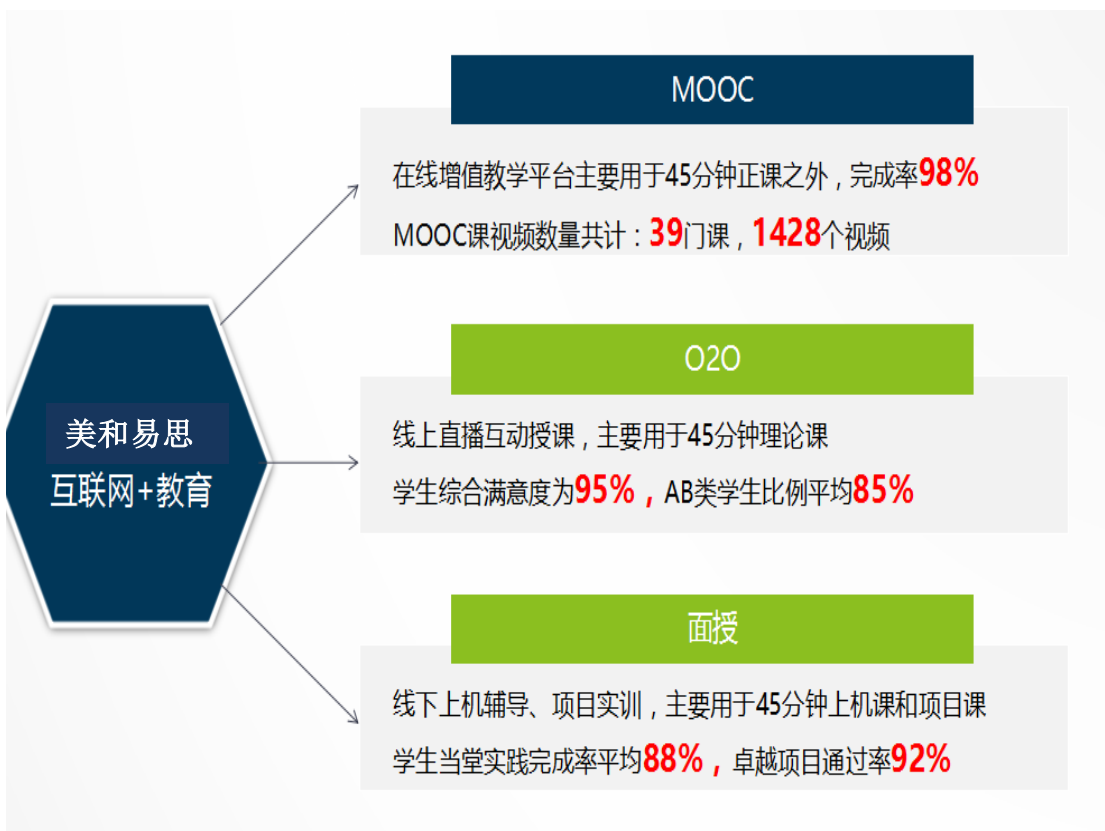 美和易思
互联网+教育
MOOC
在线增值教学平台主要用于45分钟正课之外，完成率98%
MOOC课视频数量共计：39门课，1428个视频
O2O
线上直播互动授课，主要用于45分钟理论课
学生综合满意度为95%，AB类学生比例平均85%
面授
线下上机辅导、项目实训，主要用于45分钟上机课和项目课
学生当堂实践完成率平均88%，卓越项目通过率92%